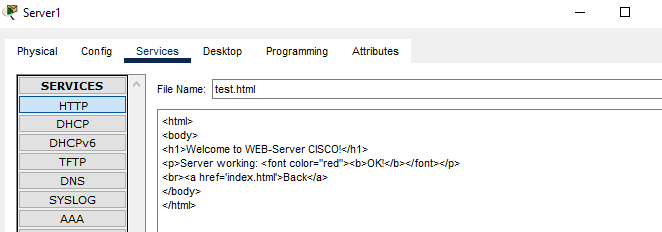 Server1
Physical Config Services Desktop Programming Attributes
SERVICES
HTTP
DHCP
DHCPv6
TFTP
DNS
SYSLOG
AAA
File Name: test.html
<html>
<body>
<h1>Welcome to WEB-Server CISCO!</h1>
<p>Server working: <font color="red"><b>OK!</b></font></p>
<br><a href='index.html'>Back</a>
</body>
</html>